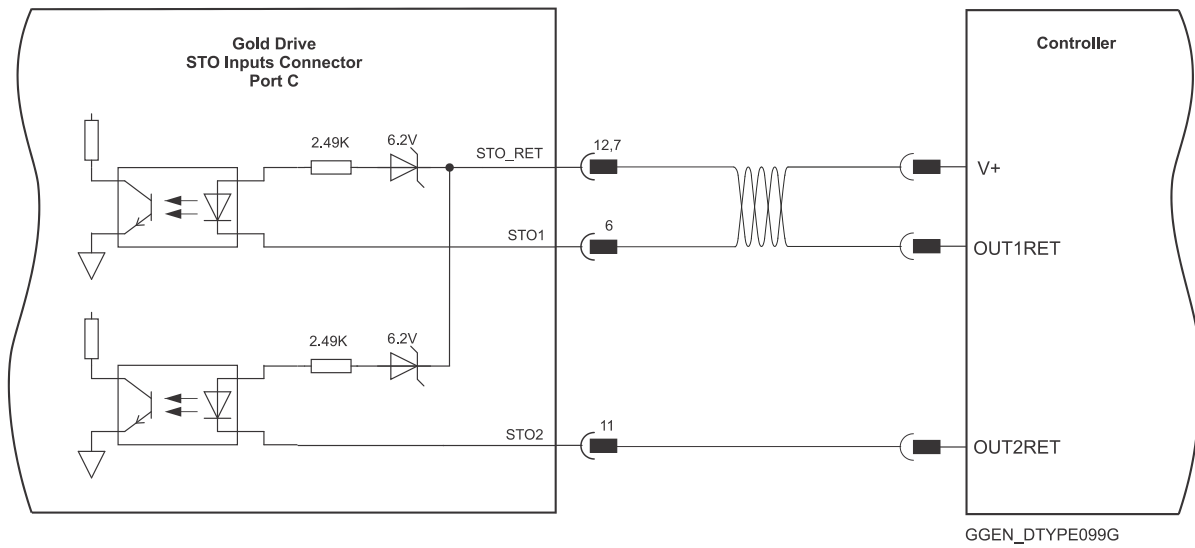 Gold Drive
STO Inputs Connector
Port C
Controller
2.49K
6.2V
STO_RET
12,7
V+
STO1
6
OUT1RET
2.49K
6.2V
STO2
11
OUT2RET
GGEN_DTYPE099G